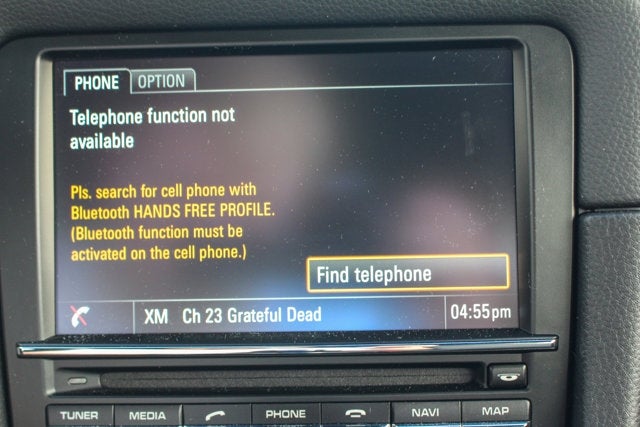 PHONE OPTION
Telephone function not
available
Pls. search for cell phone with
Bluetooth HANDS FREE PROFILE.
(Bluetooth function must be
activated on the cell phone.)
Find telephone
XM Ch 23 Grateful Dead 04:55pm
TUNER MEDIA PHONE NAVI MAP